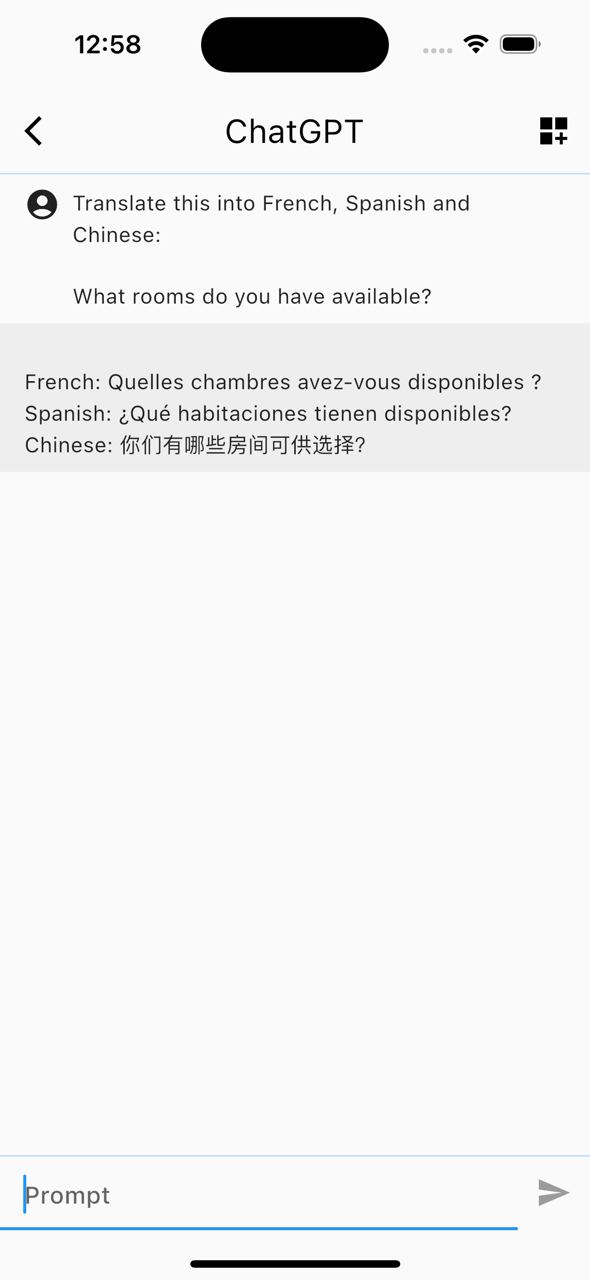 12:58
ChatGPT
Translate this into French, Spanish and
Chinese:
What rooms do you have available?
French: Quelles chambres avez-vous disponibles ?
Spanish: ¿Qué habitaciones tienen disponibles?
Chinese: 你们有哪些房间可供选择?
Prompt